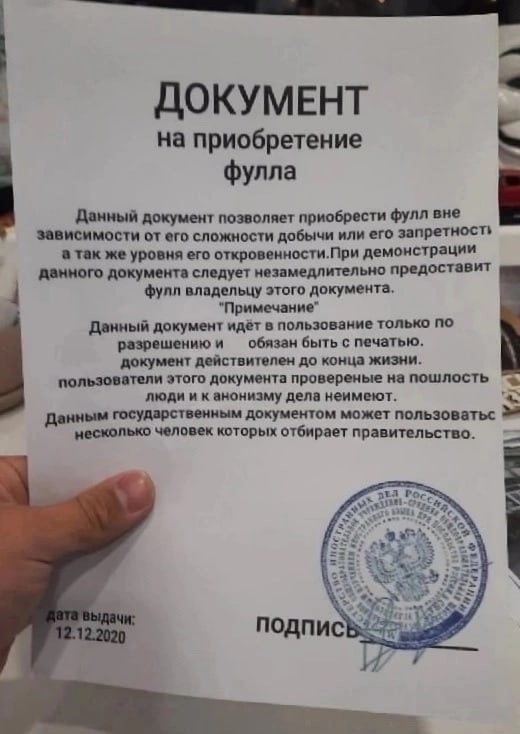 ДОКУМЕНТ
на приобретение
фулла
Данный документ позволяет приобрести фулл вне
зависимости от его сложности добычи или его запретности
а так же уровня его откровенности.При демонстрации
данного документа следует незамедлительно предоставит
фулл владельцу этого документа.
"Примечание"
Данный документ идёт в пользование только по
разрешению и обязан быть с печатью.
документ действителен до конца жизни.
пользователи этого документа провереные на пошлость
люди и к анонизму дела неимеют.
Данным государственным документом может пользоватьс
несколько человек которых отбирает правительство.
ИНОСТРАННЫХ ДЕЛ РОССИЙСКОЙ ФЕДЕРАЦИИ
дата выдачи:
12.12.2020
подпись